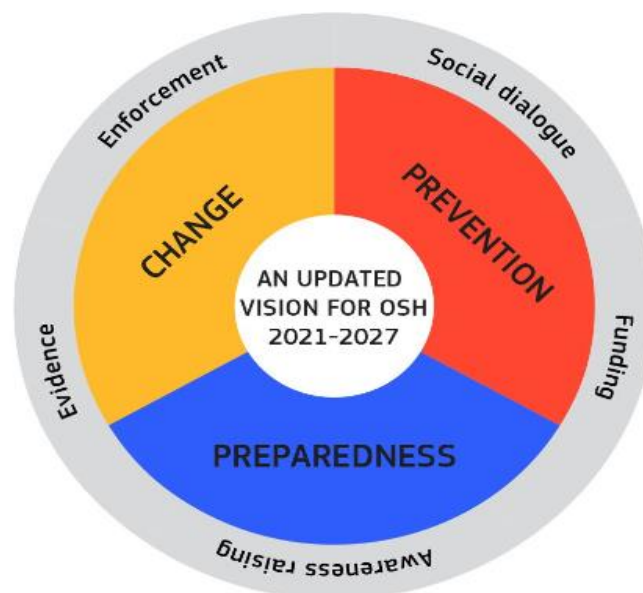 Enforcement
Social dialogue
CHANGE
PREVENTION
AN UPDATED
VISION FOR OSH
2021-2027
Evidence
Funding
PREPAREDNESS
Awareness raising